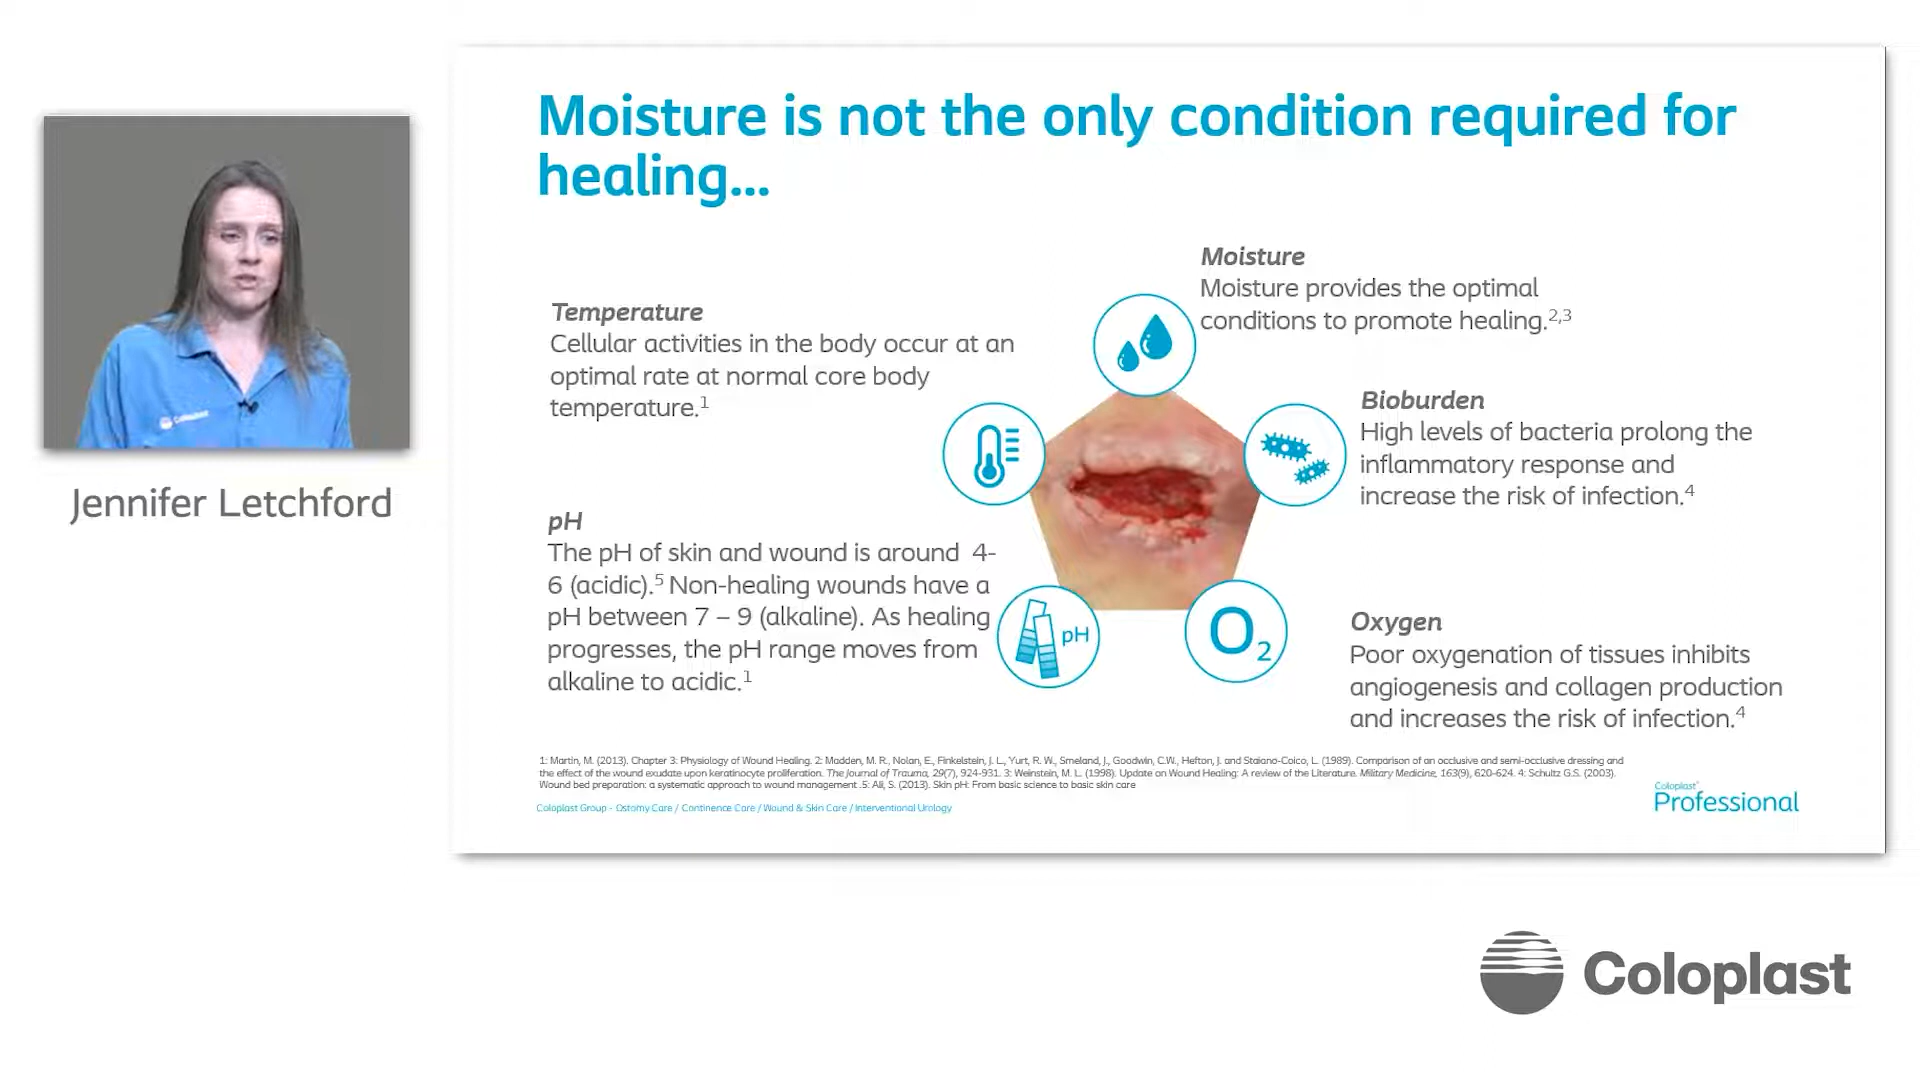 Moisture is not the only condition required for
healing...
Jennifer Letchford
Temperature
Cellular activities in the body occur at an
optimal rate at normal core body
temperature.1
Moisture
Moisture provides the optimal
conditions to promote healing.2,3
Bioburden
High levels of bacteria prolong the
inflammatory response and
increase the risk of infection.4
pH
The pH of skin and wound is around 4-
6 (acidic).5 Non-healing wounds have a
pH between 7 – 9 (alkaline). As healing
progresses, the pH range moves from
alkaline to acidic.1
pH
O2
Oxygen
Poor oxygenation of tissues inhibits
angiogenesis and collagen production
and increases the risk of infection.4
1: Martin, M. (2013). Chapter 3: Physiology of Wound Healing. 2: Madden, M. R., Nolan, E., Finkelstein, J. L., Yurt, R. W., Smeland, J., Goodwin, C.W., Hefton, J. and Staiano-Coico, L. (1989). Comparison of an occlusive and semi-occlusive dressing and
the effect of the wound exudate upon keratinocyte proliferation. The Journal of Trauma, 29(7), 924-931. 3: Weinstein, M. L. (1998). Update on Wound Healing: A review of the Literature. Military Medicine, 163(9), 620-624. 4: Schultz G.S. (2003).
Wound bed preparation: a systematic approach to wound management .5: Ali, S. (2013). Skin pH: From basic science to basic skin care
Coloplast Group - Ostomy Care / Continence Care / Wound & Skin Care / Interventional Urology
Coloplast®
Professional
Coloplast
Coloplast